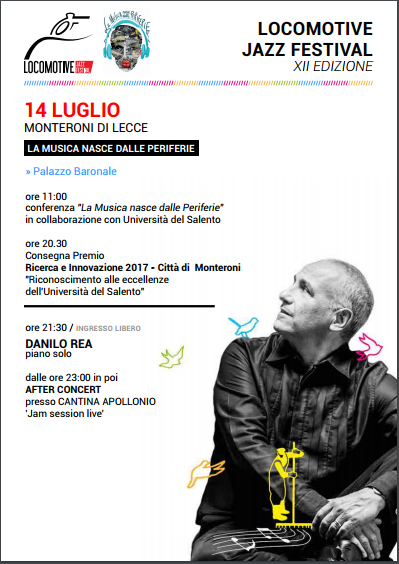 LOCOMOTIVE JAZZ FESTIVAL
LOCOMOTIVE
JAZZ FESTIVAL
XII EDIZIONE
14 LUGLIO
MONTERONI DI LECCE
LA MUSICA NASCE DALLE PERIFERIE
» Palazzo Baronale
ore 11:00
conferenza "La Musica nasce dalle Periferie"
in collaborazione con Università del Salento
ore 20.30
Consegna Premio
Ricerca e Innovazione 2017 - Città di Monteroni
"Riconoscimento alle eccellenze
dell'Università del Salento"
ore 21:30 / INGRESSO LIBERO
DANILO REA
piano solo
dalle ore 23:00 in poi
AFTER CONCERT
presso CANTINA APOLLONIO
'Jam session live'